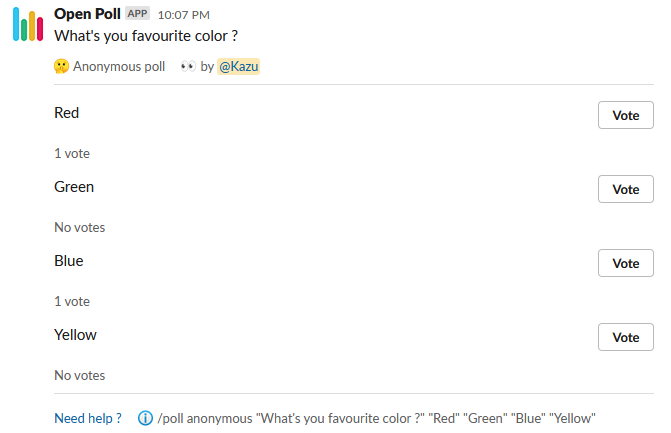 Open Poll APP 10:07 PM
What's you favourite color ?
Anonymous poll by @Kazu
Red Vote
1 vote
Green Vote
No votes
Blue Vote
1 vote
Yellow Vote
No votes
Need help ? /poll anonymous "What's you favourite color ?" "Red" "Green" "Blue" "Yellow"